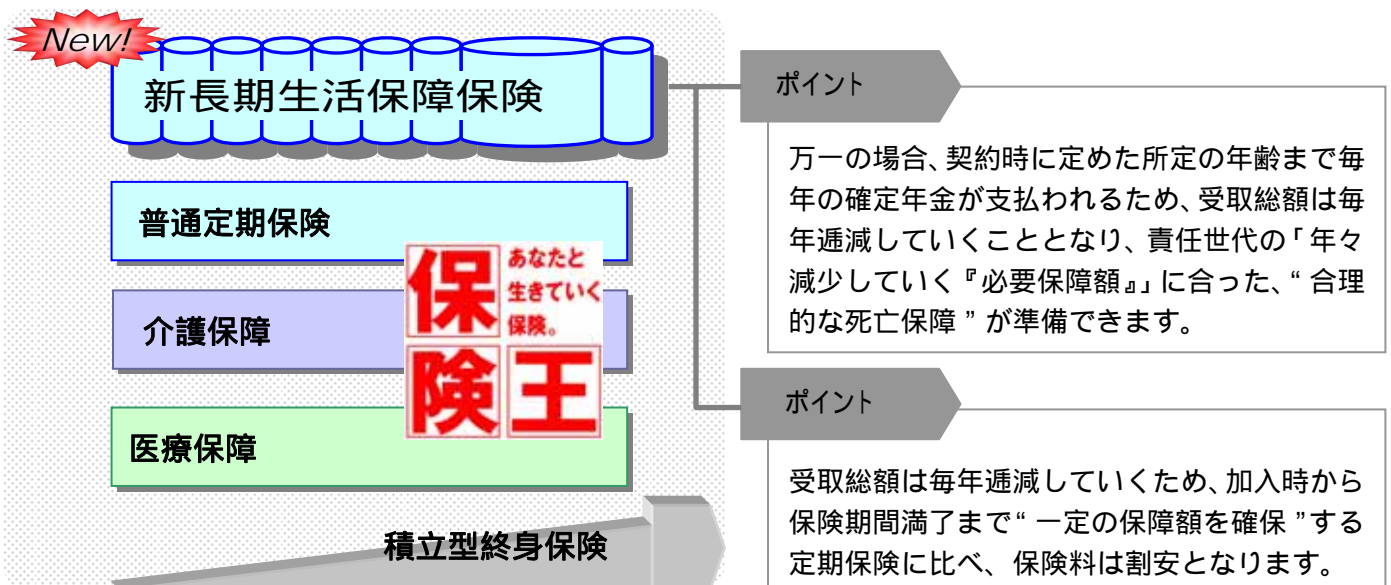 New!
新長期生活保障保険
普通定期保険
介護保障
医療保障
積立型終身保険
保険王
あなたと
生きていく
保険。
ポイント
万一の場合、契約時に定めた所定の年齢まで毎
年の確定年金が支払われるため、受取総額は毎
年逓減していくこととなり、責任世代の「年々
減少していく『必要保障額』」に合った、“合理
的な死亡保障”が準備できます。
ポイント
受取総額は毎年逓減していくため、加入時から
保険期間満了まで“一定の保障額を確保”する
定期保険に比べ、保険料は割安となります。